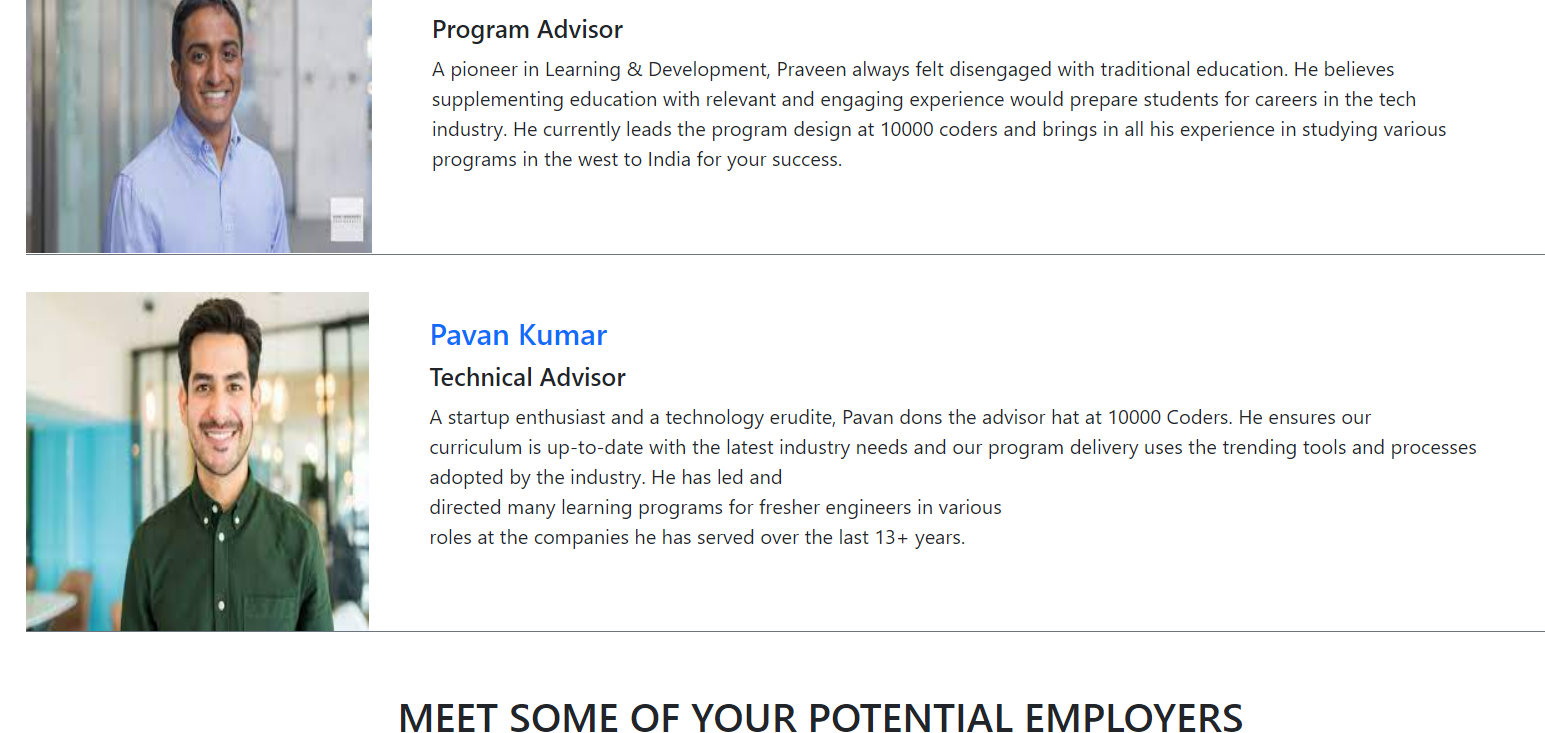 Program Advisor
A pioneer in Learning & Development, Praveen always felt disengaged with traditional education. He believes
supplementing education with relevant and engaging experience would prepare students for careers in the tech
industry. He currently leads the program design at 10000 coders and brings in all his experience in studying various
programs in the west to India for your success.
Pavan Kumar
Technical Advisor
A startup enthusiast and a technology erudite, Pavan dons the advisor hat at 10000 Coders. He ensures our
curriculum is up-to-date with the latest industry needs and our program delivery uses the trending tools and processes
adopted by the industry. He has led and
directed many learning programs for fresher engineers in various
roles at the companies he has served over the last 13+ years.
MEET SOME OF YOUR POTENTIAL EMPLOYERS